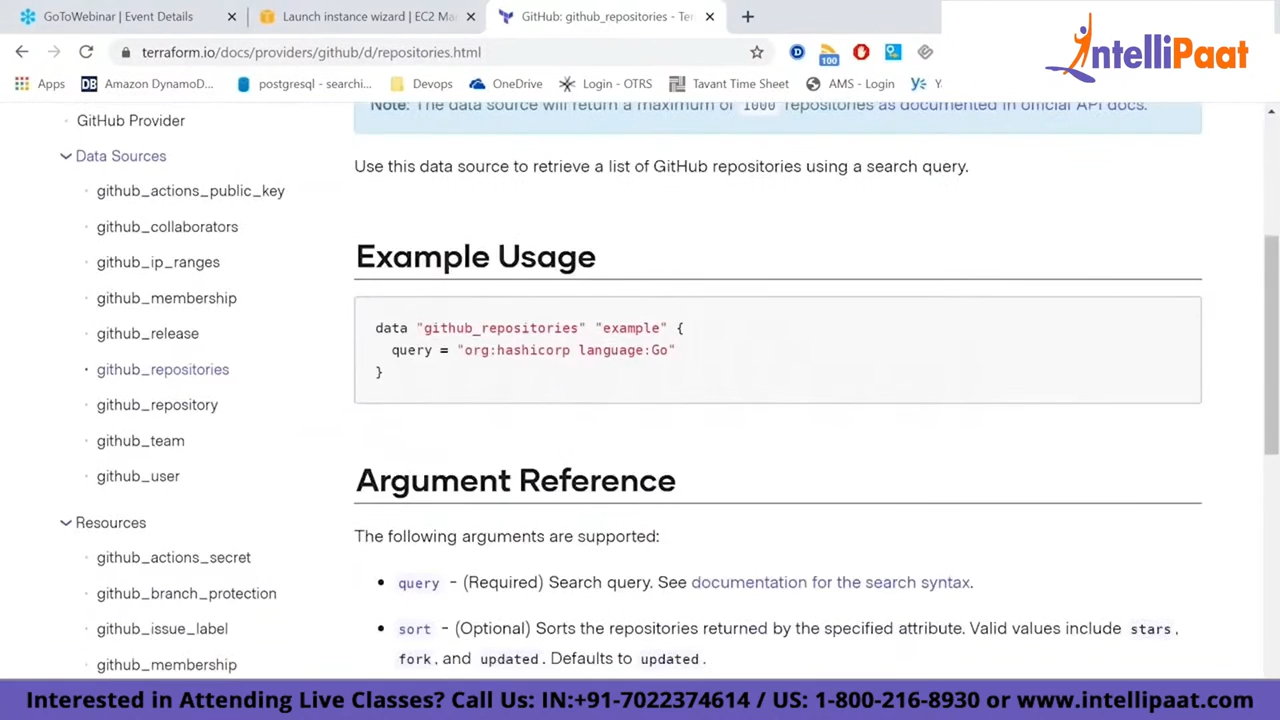 GoToWebinar | Event Details
Launch instance wizard | EC2 Man
GitHub: github_repositories - Ter
terraform.io/docs/providers/github/d/repositories.html
100
IntelliPaat
Apps
DB Amazon DynamoD...
postgresql - searchi...
Devops
OneDrive
Login - OTRS
Tavant Time Sheet
AMS - Login
Note: The data source will return a maximum of 1000 repositories as documented in official API docs.
GitHub Provider
Data Sources
github_actions_public_key
github_collaborators
github_ip_ranges
github_membership
github_release
github_repositories
github_repository
github_team
github_user
Resources
github_actions_secret
github_branch_protection
github_issue_label
github_membership
Use this data source to retrieve a list of GitHub repositories using a search query.
Example Usage
data "github_repositories" "example" {
query = "org:hashicorp language:Go"
}
Argument Reference
The following arguments are supported:
query - (Required) Search query. See documentation for the search syntax.
sort - (Optional) Sorts the repositories returned by the specified attribute. Valid values include stars,
fork, and updated. Defaults to updated.
Interested in Attending Live Classes? Call Us: IN:+91-7022374614 / US: 1-800-216-8930 or www.intellipaat.com